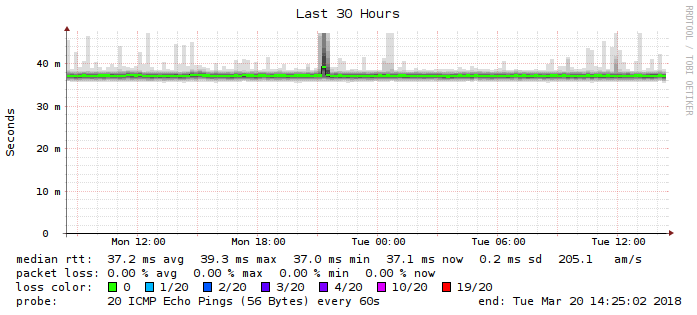 Last 30 Hours
RRDTOOL / TOBI OETIKER
Seconds
40 m
30 m
20 m
10 m
0
Mon 12:00 Mon 18:00 Tue 00:00 Tue 06:00 Tue 12:00
median rtt: 37.2 ms avg 39.3 ms max 37.0 ms min 37.1 ms now 0.2 ms sd 205.1 am/s
packet loss: 0.00 % avg 0.00 % max 0.00 % min 0.00 % now
loss color: 0 1/20 2/20 3/20 4/20 10/20 19/20
probe: 20 ICMP Echo Pings (56 Bytes) every 60s end: Tue Mar 20 14:25:02 2018